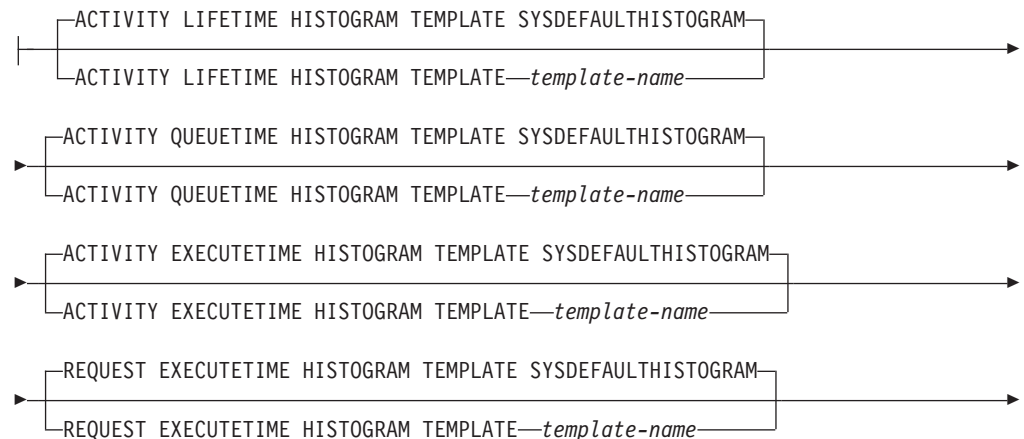 ACTIVITY LIFETIME HISTOGRAM TEMPLATE SYSDEFAULTHISTOGRAM
ACTIVITY LIFETIME HISTOGRAM TEMPLATE template-name
ACTIVITY QUEUETIME HISTOGRAM TEMPLATE SYSDEFAULTHISTOGRAM
ACTIVITY QUEUETIME HISTOGRAM TEMPLATE template-name
ACTIVITY EXECUTETIME HISTOGRAM TEMPLATE SYSDEFAULTHISTOGRAM
ACTIVITY EXECUTETIME HISTOGRAM TEMPLATE template-name
REQUEST EXECUTETIME HISTOGRAM TEMPLATE SYSDEFAULTHISTOGRAM
REQUEST EXECUTETIME HISTOGRAM TEMPLATE template-name